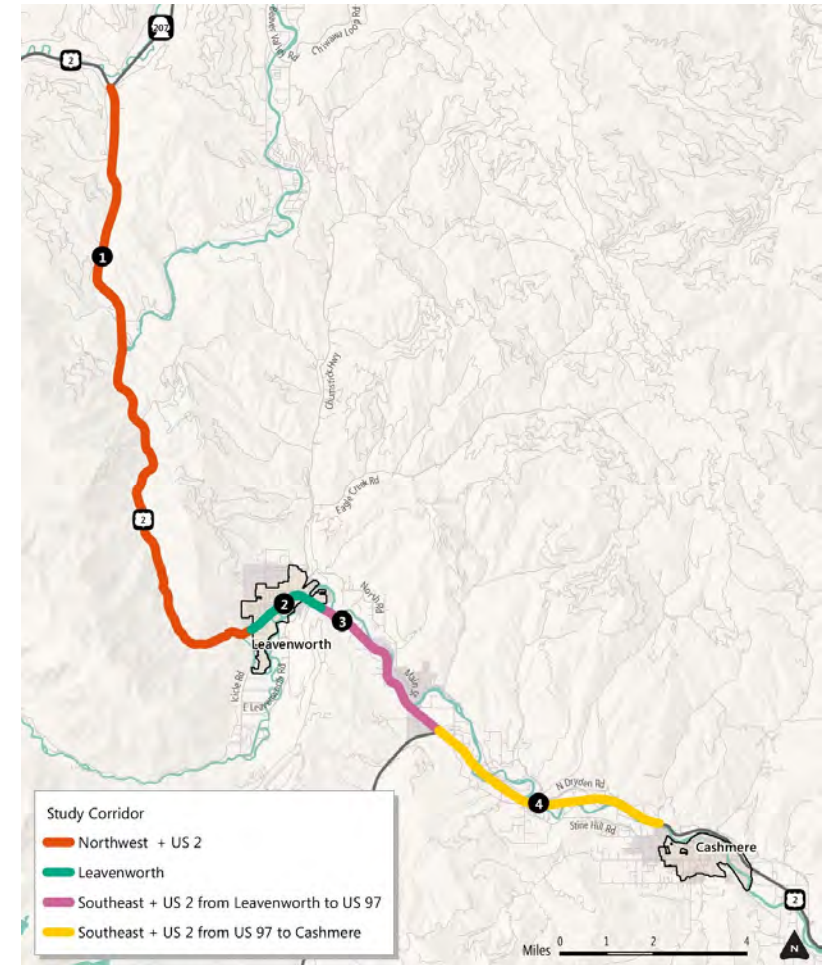 207
2
Beaver Valley Rd
Chiwawa Loop Rd
1
Chumstick Hwy
Eagle Creek Rd
2
2
North Rd
3
Leavenworth
Icicle Rd
E Leavenworth Rd
Main St
N Dryden Rd
4
Stine Hill Rd
Cashmere
2
Study Corridor
Northwest + US 2
Leavenworth
Southeast + US 2 from Leavenworth to US 97
Southeast + US 2 from US 97 to Cashmere
Miles 0 1 2 4
N